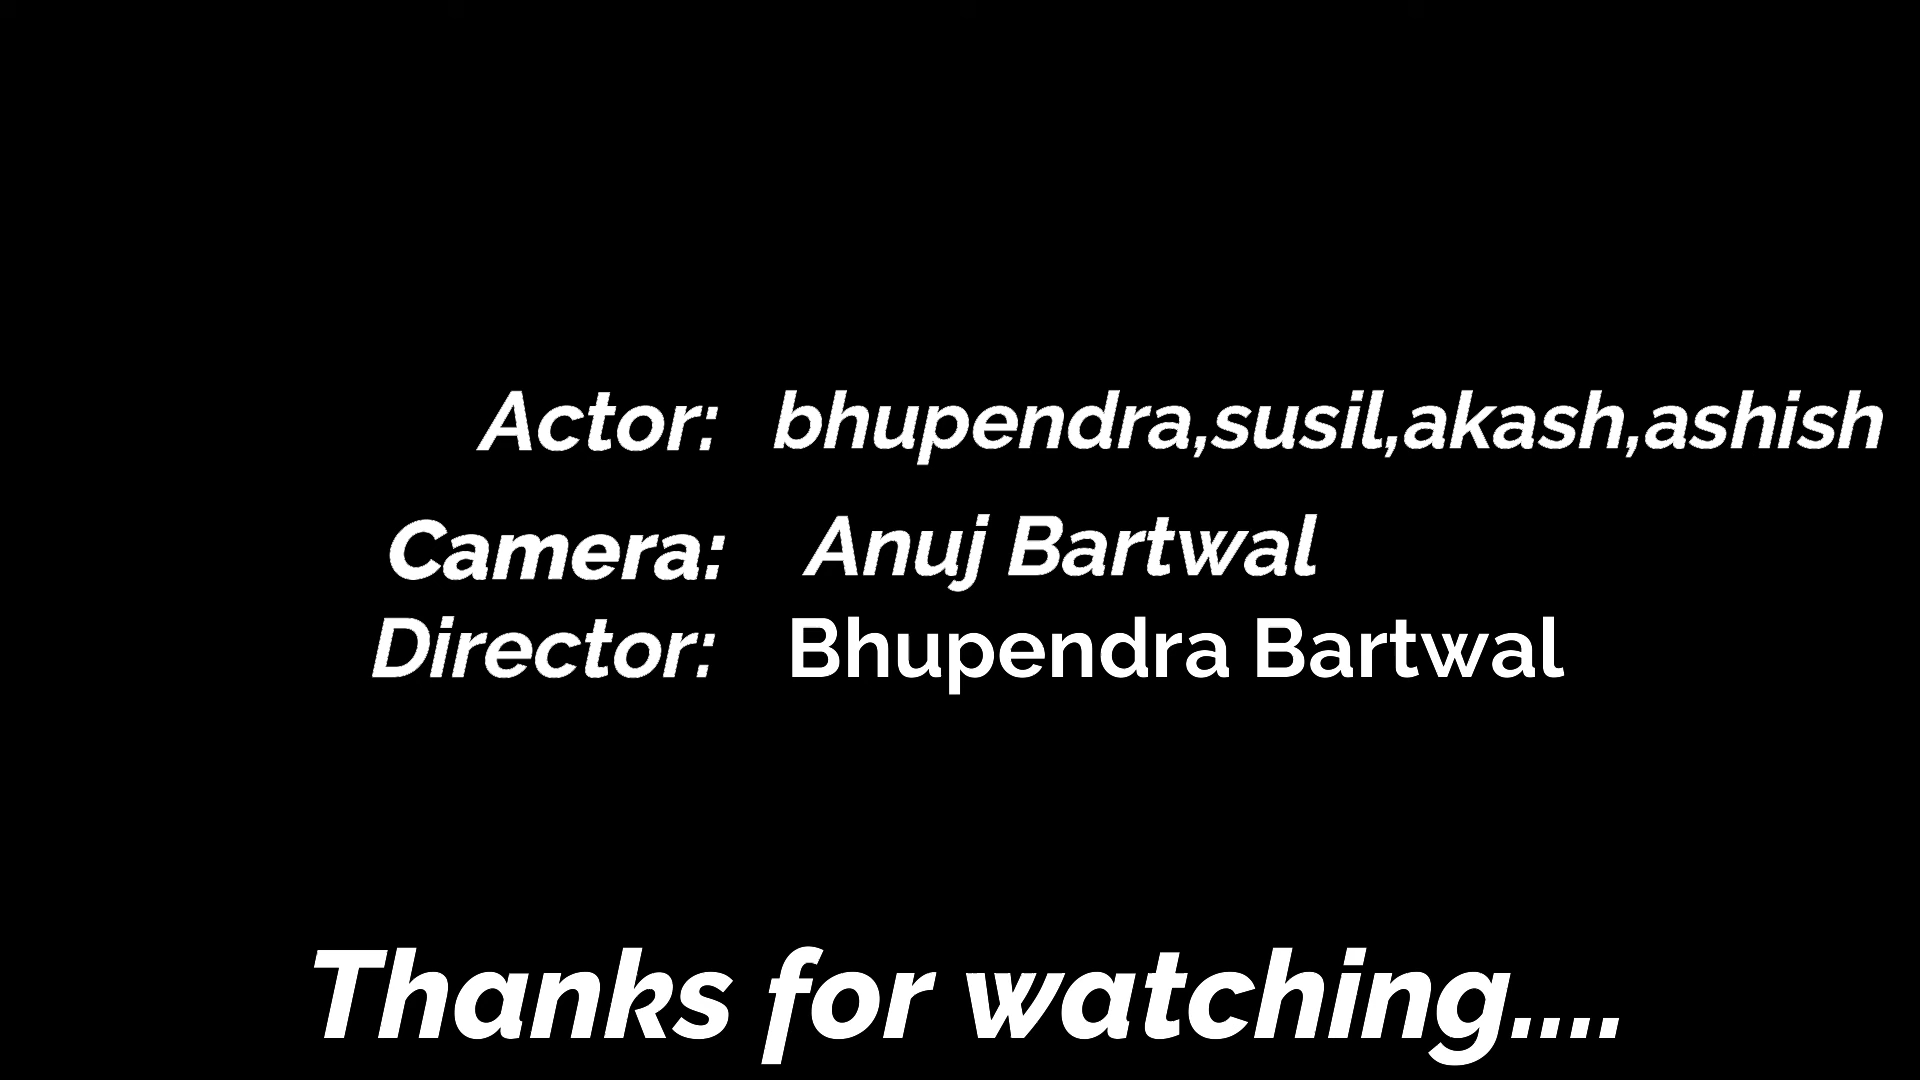 Actor: bhupendra,susil,akash,ashish
Camera: Anuj Bartwal
Director: Bhupendra Bartwal
Thanks for watching....